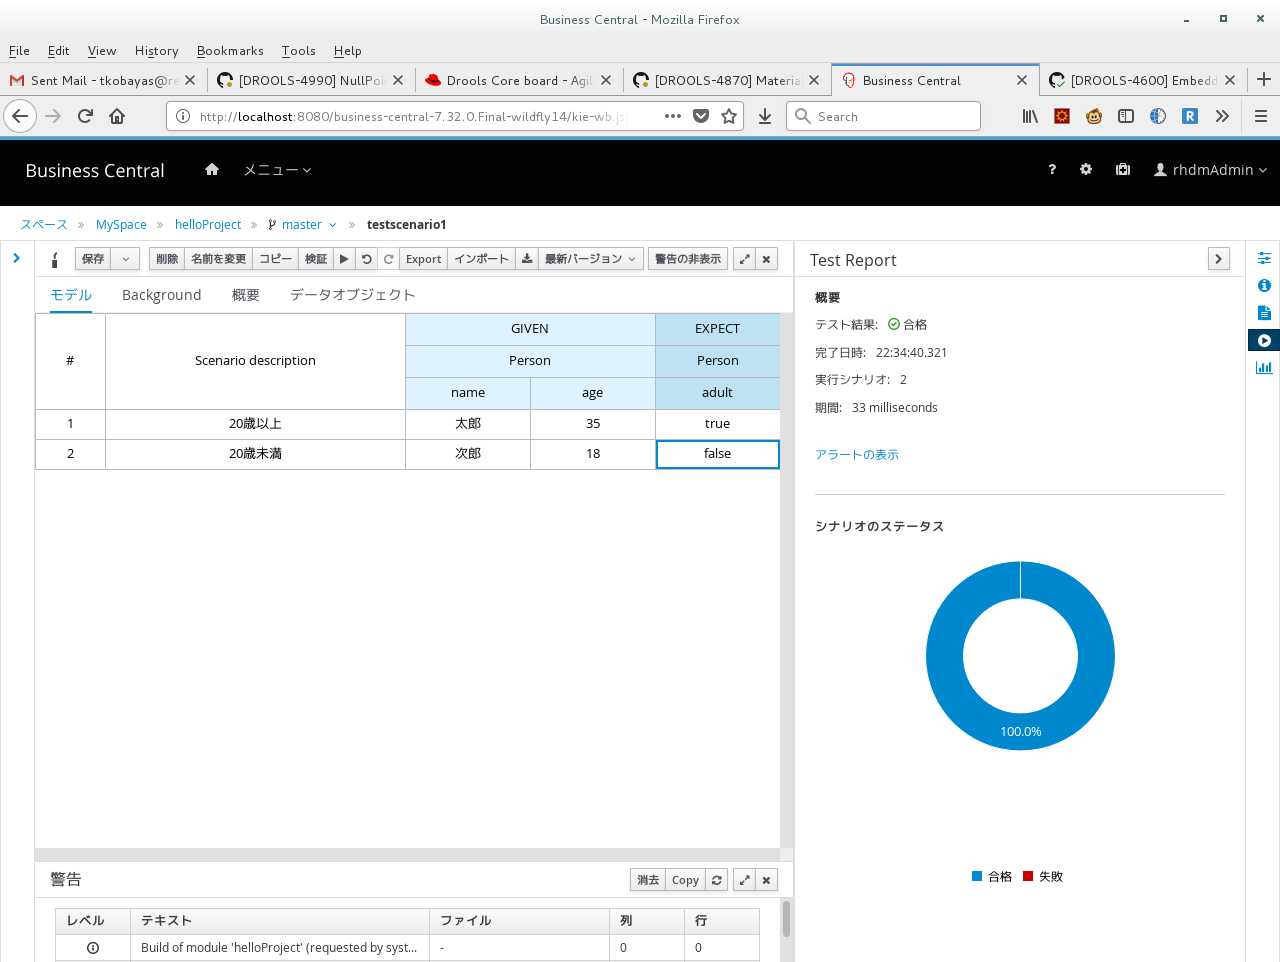 Business Central - Mozilla Firefox
File Edit View History Bookmarks Tools Help
Sent Mail - tkobayas@re
[DROOLS-4990] NullPoi
Drools Core board - Agil
[DROOLS-4870] Materia
Business Central
[DROOLS-4600] Embedd
http://localhost:8080/business-central-7.32.0.Final-wildfly14/kie-wb.js
Search
Business Central
メニュー
rhdmAdmin
スペース » MySpace » helloProject » master » testscenario1
保存 削除 名前を変更 コピー 検証 Export インポート 最新バージョン 警告の非表示
モデル Background 概要 データオブジェクト
# Scenario description GIVEN EXPECT
Person Person
name age adult
1 20歳以上 太郎 35 true
2 20歳未満 次郎 18 false
警告
消去 Copy
レベル テキスト ファイル 列 行
Build of module 'helloProject' (requested by syst... - 0 0
Test Report
概要
テスト結果: 合格
完了日時: 22:34:40.321
実行シナリオ: 2
期間: 33 milliseconds
アラートの表示
シナリオのステータス
100.0%
合格 失敗